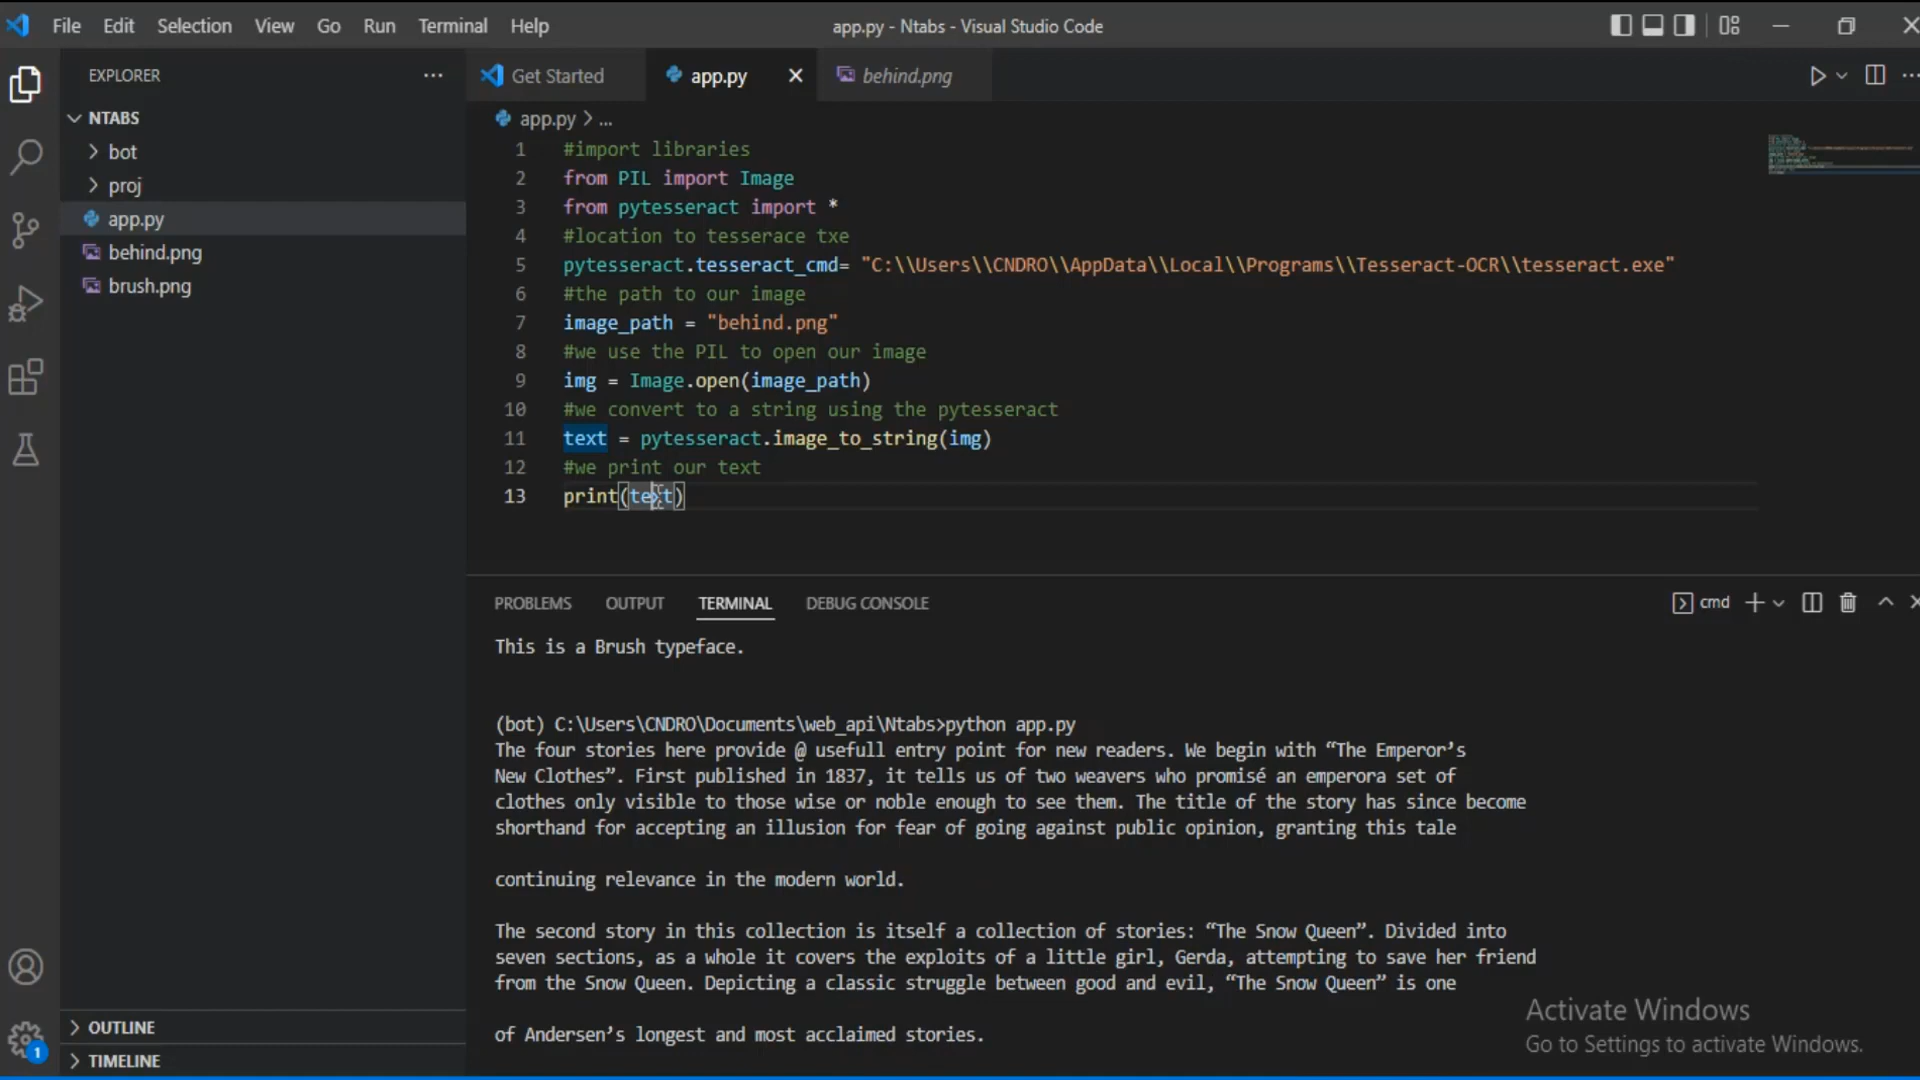 File Edit Selection View Go Run Terminal Help
app.py - Ntabs - Visual Studio Code
EXPLORER
NTABS
bot
proj
app.py
behind.png
brush.png
OUTLINE
TIMELINE
1
Get Started
app.py
behind.png
app.py > ...
1 #import libraries
2 from PIL import Image
3 from pytesseract import *
4 #location to tesserace txe
5 pytesseract.tesseract_cmd= "C:\\Users\\CNDRO\\AppData\\Local\\Programs\\Tesseract-OCR\\tesseract.exe"
6 #the path to our image
7 image_path = "behind.png"
8 #we use the PIL to open our image
9 img = Image.open(image_path)
10 #we convert to a string using the pytesseract
11 text = pytesseract.image_to_string(img)
12 #we print our text
13 print(text)
PROBLEMS OUTPUT TERMINAL DEBUG CONSOLE
cmd
This is a Brush typeface.
(bot) C:\Users\CNDRO\Documents\web_api\Ntabs>python app.py
The four stories here provide @ usefull entry point for new readers. We begin with “The Emperor’s
New Clothes”. First published in 1837, it tells us of two weavers who promisé an emperora set of
clothes only visible to those wise or noble enough to see them. The title of the story has since become
shorthand for accepting an illusion for fear of going against public opinion, granting this tale
continuing relevance in the modern world.
The second story in this collection is itself a collection of stories: “The Snow Queen”. Divided into
seven sections, as a whole it covers the exploits of a little girl, Gerda, attempting to save her friend
from the Snow Queen. Depicting a classic struggle between good and evil, “The Snow Queen” is one
of Andersen’s longest and most acclaimed stories.
Activate Windows
Go to Settings to activate Windows.